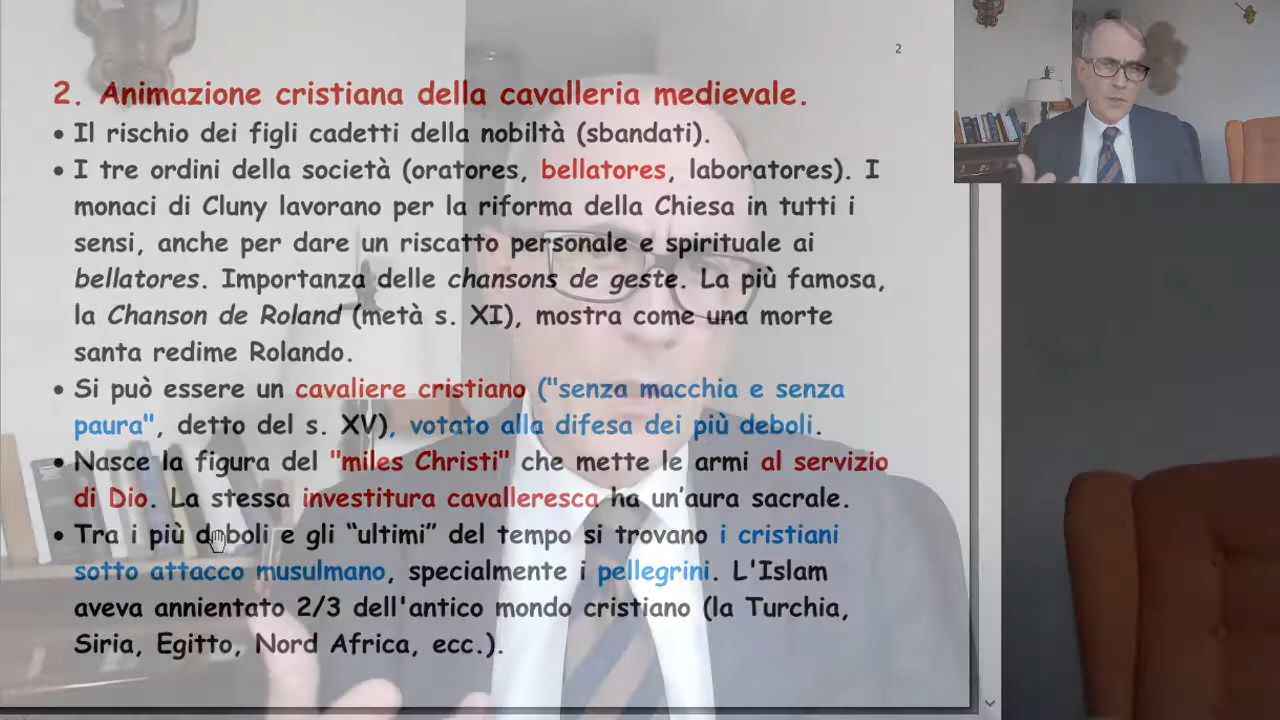 2
2. Animazione cristiana della cavalleria medievale.
• Il rischio dei figli cadetti della nobiltà (sbandati).
• I tre ordini della società (oratores, bellatores, laboratores). I
monaci di Cluny lavorano per la riforma della Chiesa in tutti i
sensi, anche per dare un riscatto personale e spirituale ai
bellatores. Importanza delle chansons de geste. La più famosa,
la Chanson de Roland (metà s. XI), mostra come una morte
santa redime Rolando.
• Si può essere un cavaliere cristiano ("senza macchia e senza
paura", detto del s. XV), votato alla difesa dei più deboli.
• Nasce la figura del "miles Christi" che mette le armi al servizio
di Dio. La stessa investitura cavalleresca ha un'aura sacrale.
• Tra i più deboli e gli “ultimi” del tempo si trovano i cristiani
sotto attacco musulmano, specialmente i pellegrini. L'Islam
aveva annientato 2/3 dell'antico mondo cristiano (la Turchia,
Siria, Egitto, Nord Africa, ecc.).